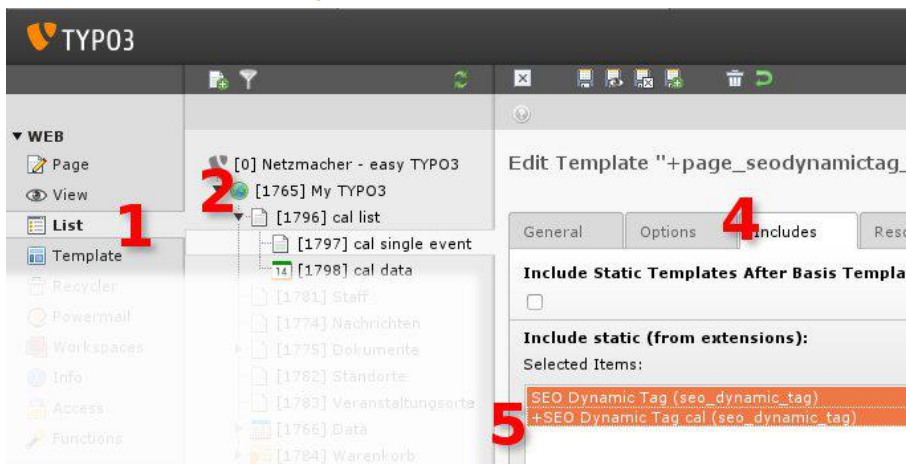 TYPO3
WEB
Page
View
List
Template
Recycler
Powermail
Workspaces
Info
Access
Functions
1
[0] Netzmacher - easy TYPO3
[1765] My TYPO3
[1796] cal list
[1797] cal single event
14 [1798] cal data
[1781] Staff
[1774] Nachrichten
[1775] Dokumente
[1782] Standorte
[1783] Veranstaltungsorte
[1766] Data
[1784] Warenkorb
2
Edit Template "+page_seodynamictag_
General Options Includes Reso
4
Include Static Templates After Basis Templa
Include static (from extensions):
Selected Items:
SEO Dynamic Tag (seo_dynamic_tag)
+SEO Dynamic Tag cal (seo_dynamic_tag)
5